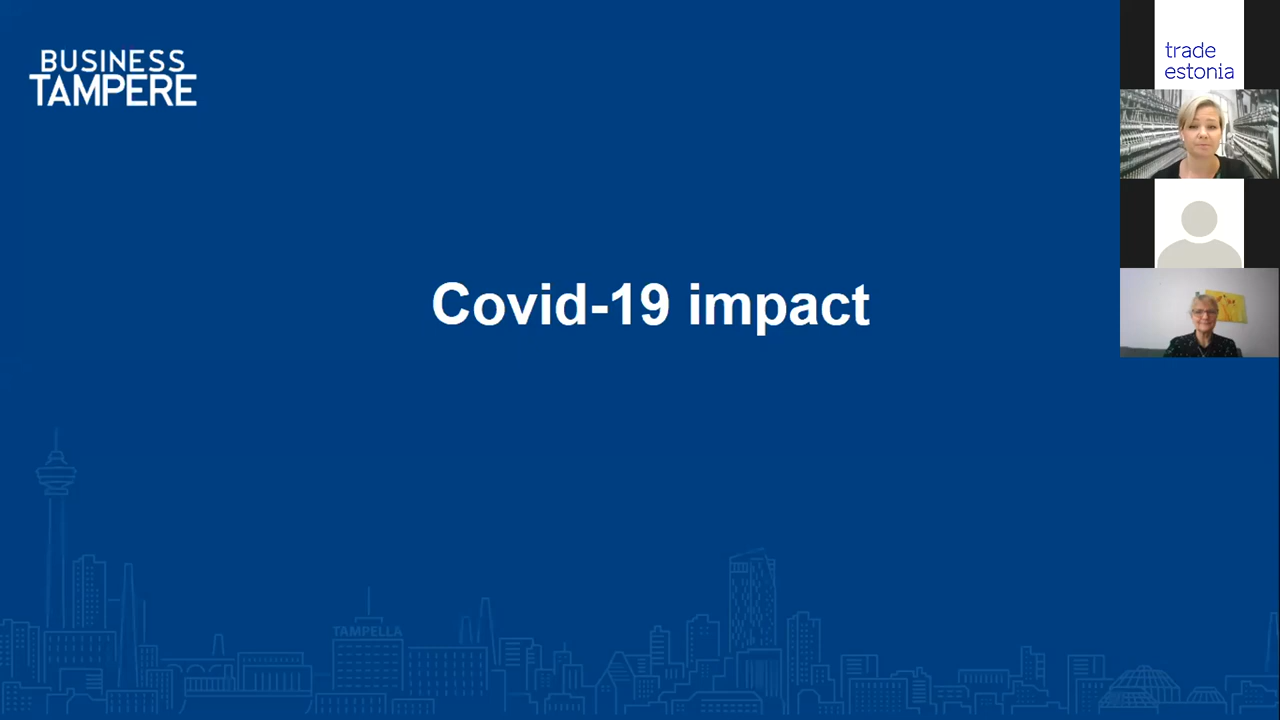 BUSINESS
TAMPERE
trade
estonia
Covid-19 impact
TAMPELLA